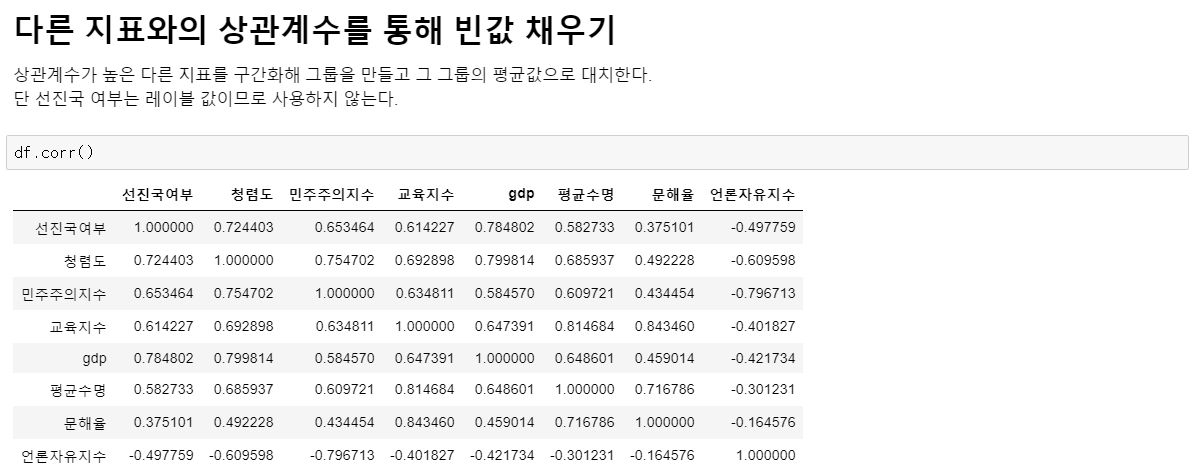 다른 지표와의 상관계수를 통해 빈값 채우기
상관계수가 높은 다른 지표를 구간화해 그룹을 만들고 그 그룹의 평균값으로 대치한다.
단 선진국 여부는 레이블 값이므로 사용하지 않는다.
df.corr()
선진국여부 청렴도 민주주의지수 교육지수 gdp 평균수명 문해율 언론자유지수
선진국여부 1.000000 0.724403 0.653464 0.614227 0.784802 0.582733 0.375101 -0.497759
청렴도 0.724403 1.000000 0.754702 0.692898 0.799814 0.685937 0.492228 -0.609598
민주주의지수 0.653464 0.754702 1.000000 0.634811 0.584570 0.609721 0.434454 -0.796713
교육지수 0.614227 0.692898 0.634811 1.000000 0.647391 0.814684 0.843460 -0.401827
gdp 0.784802 0.799814 0.584570 0.647391 1.000000 0.648601 0.459014 -0.421734
평균수명 0.582733 0.685937 0.609721 0.814684 0.648601 1.000000 0.716786 -0.301231
문해율 0.375101 0.492228 0.434454 0.843460 0.459014 0.716786 1.000000 -0.164576
언론자유지수 -0.497759 -0.609598 -0.796713 -0.401827 -0.421734 -0.301231 -0.164576 1.000000